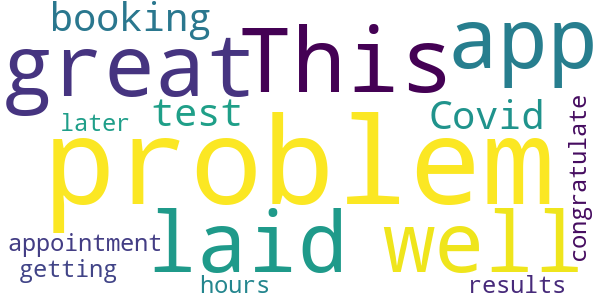 booking
great This app
later test Covid
problem
congratulate
laid well
appointment
getting
hours
results